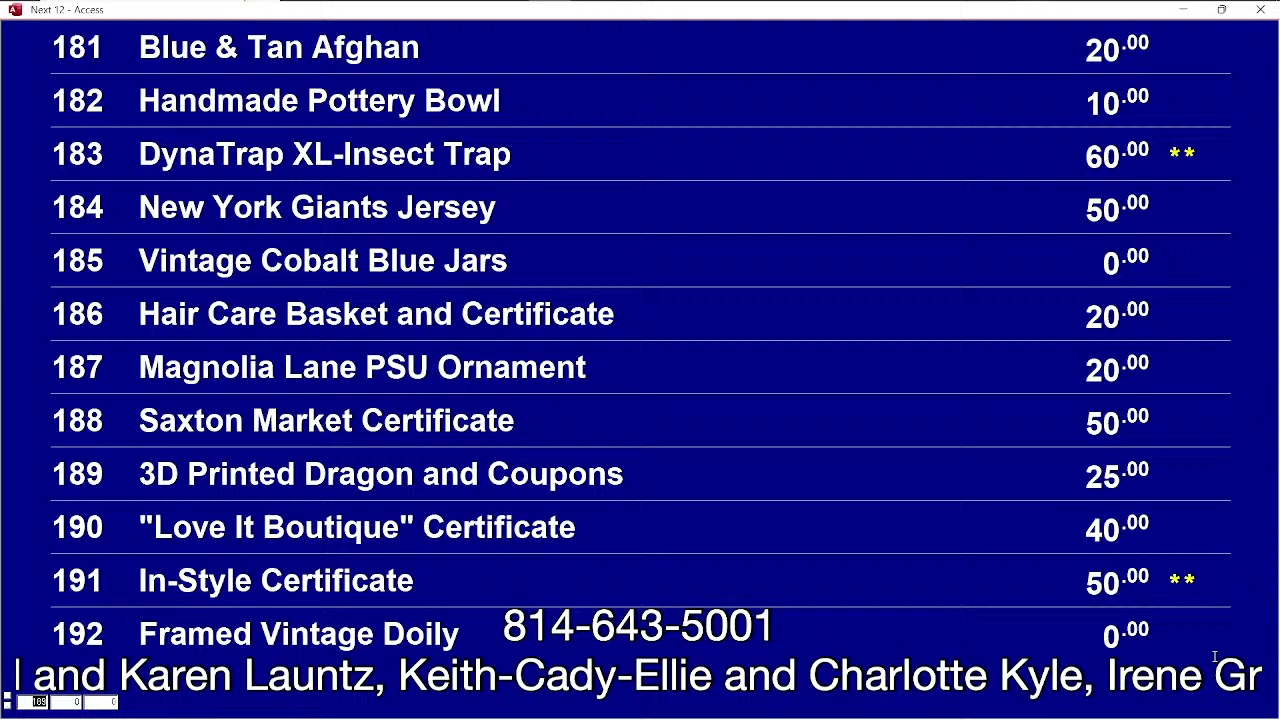 Next 12 - Access
181 Blue & Tan Afghan 20.00
182 Handmade Pottery Bowl 10.00
183 DynaTrap XL-Insect Trap 60.00 **
184 New York Giants Jersey 50.00
185 Vintage Cobalt Blue Jars 0.00
186 Hair Care Basket and Certificate 20.00
187 Magnolia Lane PSU Ornament 20.00
188 Saxton Market Certificate 50.00
189 3D Printed Dragon and Coupons 25.00
190 "Love It Boutique" Certificate 40.00
191 In-Style Certificate 50.00 **
192 Framed Vintage Doily 0.00
814-643-5001
and Karen Launtz, Keith-Cady-Ellie and Charlotte Kyle, Irene Gr
189 0 0